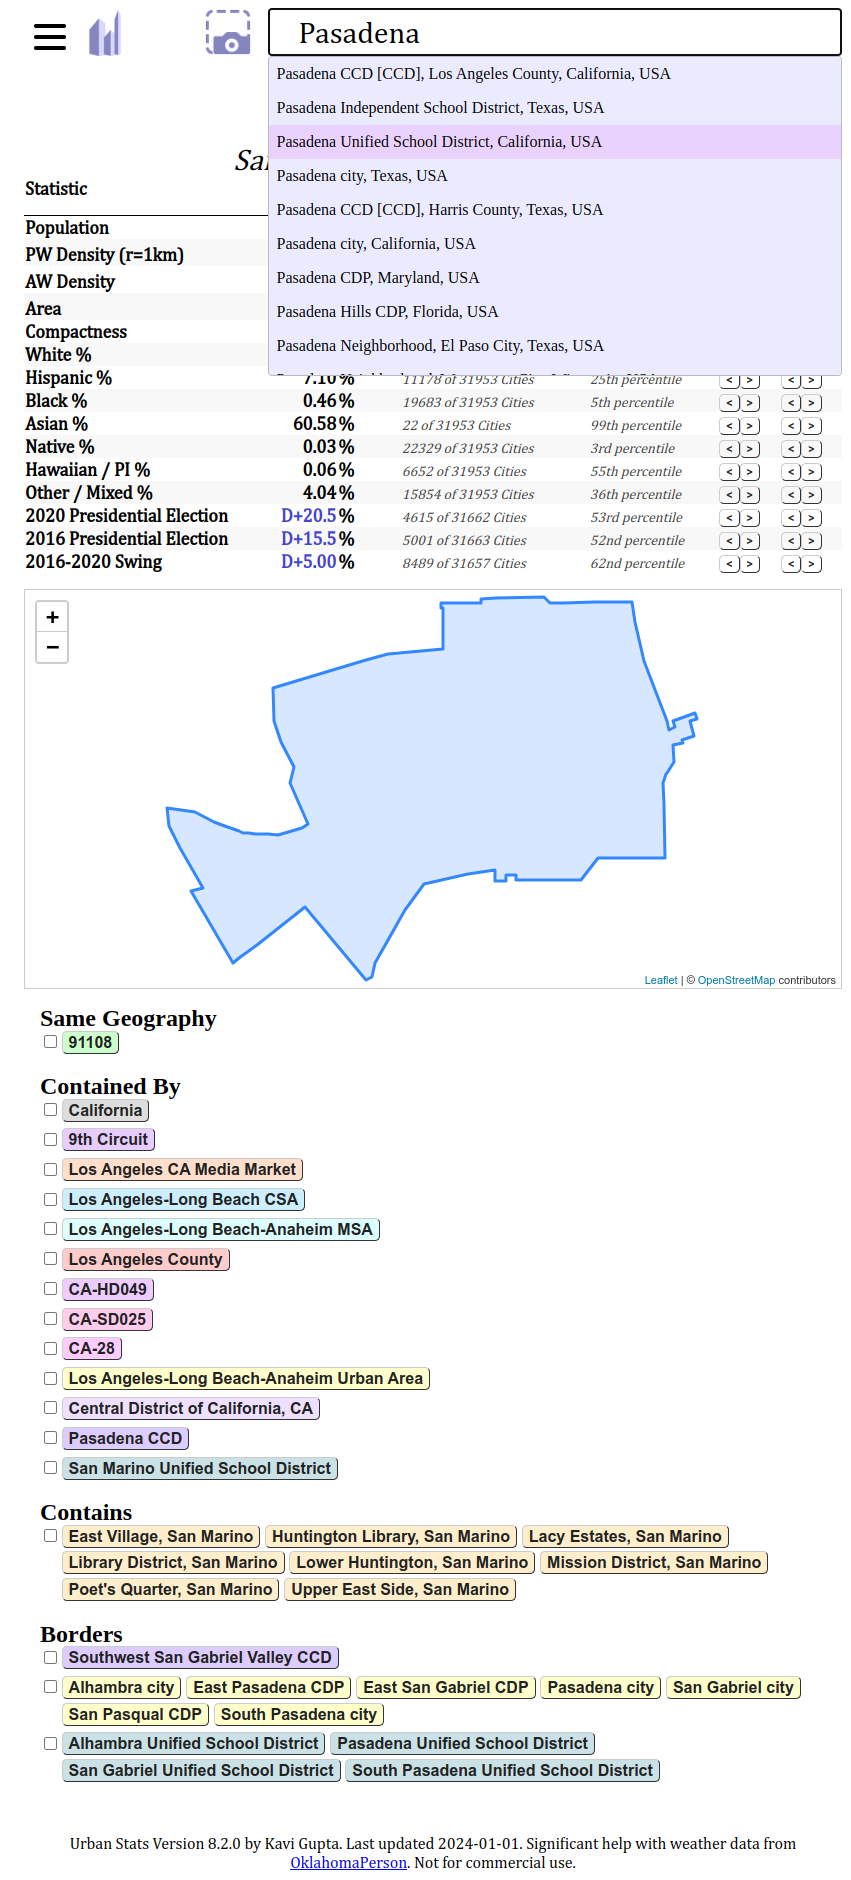 Pasadena
Pasadena CCD [CCD], Los Angeles County, California, USA
Pasadena Independent School District, Texas, USA
Pasadena Unified School District, California, USA
Pasadena city, Texas, USA
Pasadena CCD [CCD], Harris County, Texas, USA
Pasadena city, California, USA
Pasadena CDP, Maryland, USA
Pasadena Hills CDP, Florida, USA
Pasadena Neighborhood, El Paso City, Texas, USA
Statistic
Population
PW Density (r=1km)
AW Density
Area
Compactness
White %
Hispanic % 7.10% 11178 of 31953 Cities 25th percentile < > < >
Black % 0.46% 19683 of 31953 Cities 5th percentile < > < >
Asian % 60.58% 22 of 31953 Cities 99th percentile < > < >
Native % 0.03% 22329 of 31953 Cities 3rd percentile < > < >
Hawaiian / PI % 0.06% 6652 of 31953 Cities 55th percentile < > < >
Other / Mixed % 4.04% 15854 of 31953 Cities 36th percentile < > < >
2020 Presidential Election D+20.5% 4615 of 31662 Cities 53rd percentile < > < >
2016 Presidential Election D+15.5% 5001 of 31663 Cities 52nd percentile < > < >
2016-2020 Swing D+5.00% 8489 of 31657 Cities 62nd percentile < > < >
+
−
Leaflet | © OpenStreetMap contributors
Same Geography
91108
Contained By
California
9th Circuit
Los Angeles CA Media Market
Los Angeles-Long Beach CSA
Los Angeles-Long Beach-Anaheim MSA
Los Angeles County
CA-HD049
CA-SD025
CA-28
Los Angeles-Long Beach-Anaheim Urban Area
Central District of California, CA
Pasadena CCD
San Marino Unified School District
Contains
East Village, San Marino Huntington Library, San Marino Lacy Estates, San Marino
Library District, San Marino Lower Huntington, San Marino Mission District, San Marino
Poet's Quarter, San Marino Upper East Side, San Marino
Borders
Southwest San Gabriel Valley CCD
Alhambra city East Pasadena CDP East San Gabriel CDP Pasadena city San Gabriel city
San Pasqual CDP South Pasadena city
Alhambra Unified School District Pasadena Unified School District
San Gabriel Unified School District South Pasadena Unified School District
Urban Stats Version 8.2.0 by Kavi Gupta. Last updated 2024-01-01. Significant help with weather data from
OklahomaPerson. Not for commercial use.